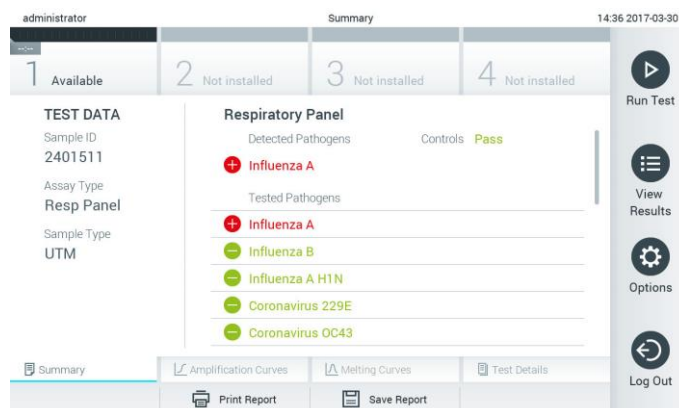 administrator Summary 14:36 2017-03-30
--:--
1 Available 2 Not installed 3 Not installed 4 Not installed
Run Test
TEST DATA
Sample ID
2401511
Assay Type
Resp Panel
Sample Type
UTM
Respiratory Panel
Detected Pathogens Controls Pass
Influenza A
Tested Pathogens
Influenza A
Influenza B
Influenza A H1N
Coronavirus 229E
Coronavirus OC43
View
Results
Options
Log Out
Summary Amplification Curves Melting Curves Test Details
Print Report Save Report